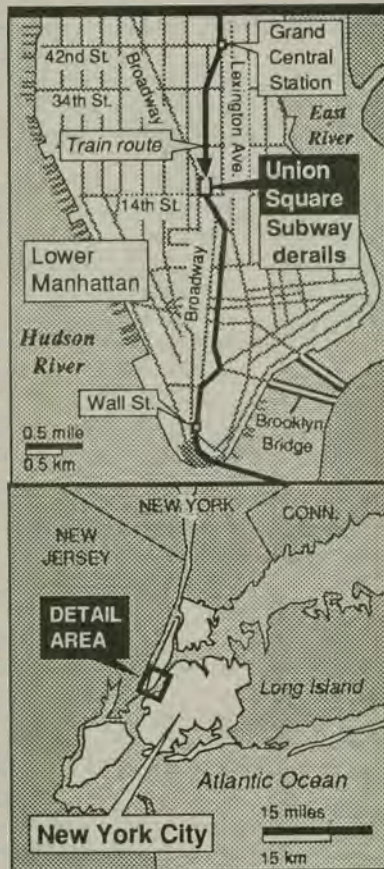 Grand
Central
Station
42nd St.
Broadway
34th St.
Lexington Ave.
East
River
Train route
Union
Square
Subway
derails
14th St.
Lower
Manhattan
Broadway
Hudson
River
Wall St.
Brooklyn
Bridge
0.5 mile
0.5 km
NEW YORK
CONN.
NEW
JERSEY
DETAIL
AREA
Long Island
Atlantic Ocean
New York City
15 miles
15 km